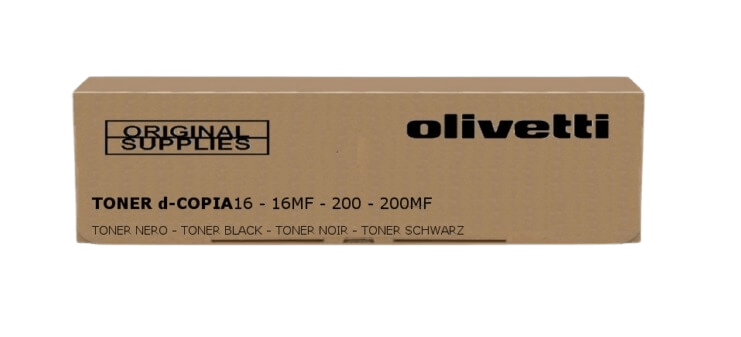 ORIGINAL
SUPPLIES
olivetti
TONER d-COPIA16 - 16MF - 200 - 200MF
TONER NERO - TONER BLACK - TONER NOIR - TONER SCHWARZ